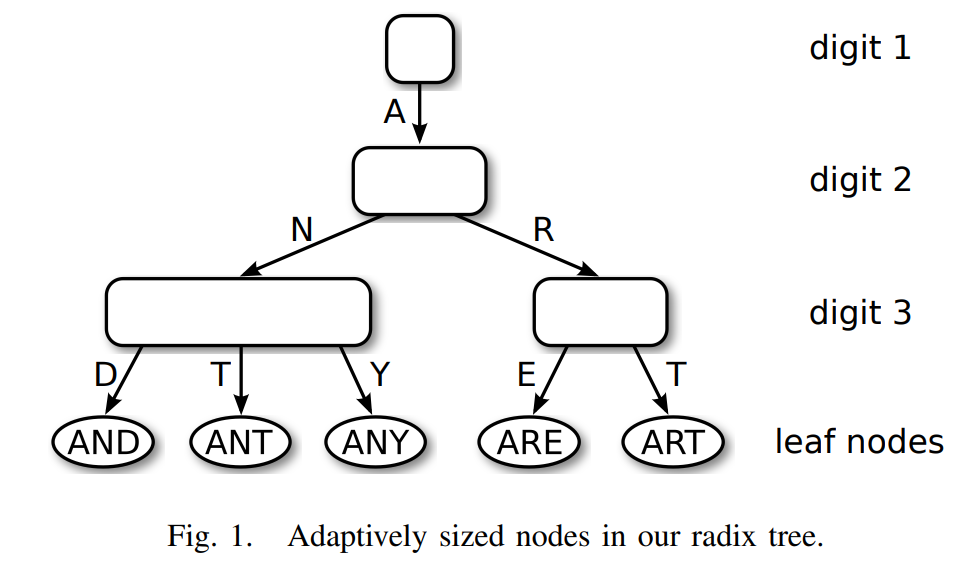 digit 1
A
digit 2
N R
digit 3
D T Y E T
AND ANT ANY ARE ART leaf nodes
Fig. 1. Adaptively sized nodes in our radix tree.